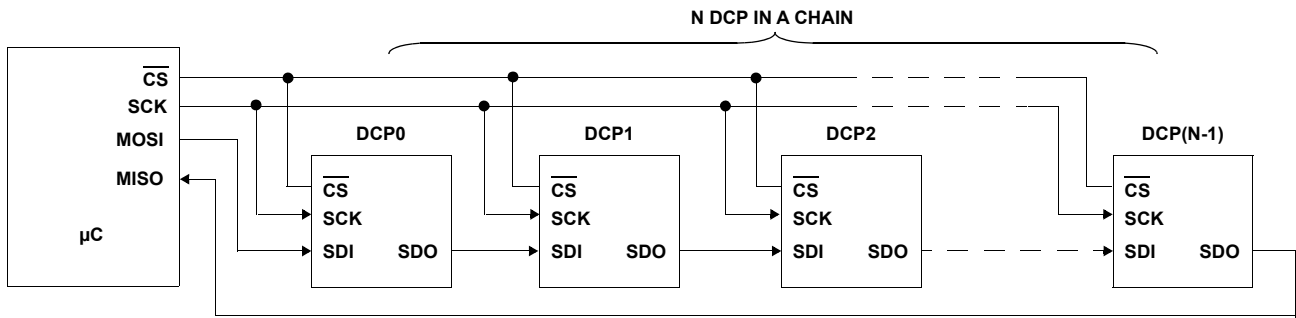 N DCP IN A CHAIN
CS
SCK
MOSI
MISO
µC
DCP0
CS
SCK
SDI SDO
DCP1
CS
SCK
SDI SDO
DCP2
CS
SCK
SDI SDO
DCP(N-1)
CS
SCK
SDI SDO